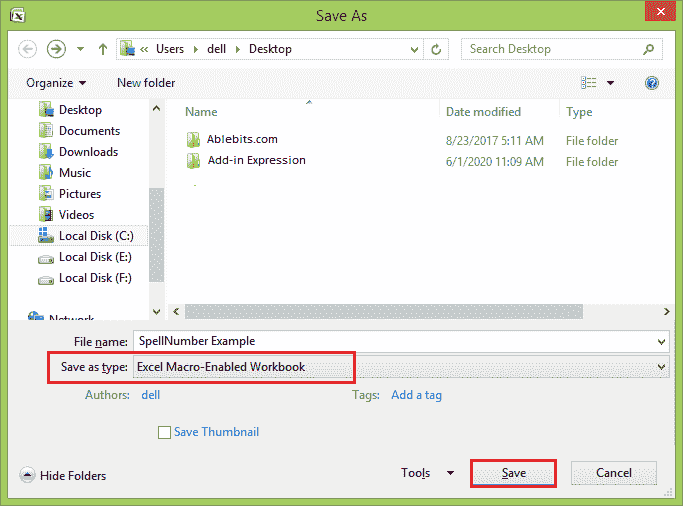 Save As
« Users ▸ dell ▸ Desktop
Search Desktop
Organize New folder
Desktop
Documents
Downloads
Music
Pictures
Videos
Local Disk (C:)
Local Disk (E:)
Local Disk (F:)
Network
Name Date modified Type
Ablebits.com 8/23/2017 5:11 AM File folder
Add-in Expression 6/1/2020 11:09 AM File folder
File name: SpellNumber Example
Save as type: Excel Macro-Enabled Workbook
Authors: dell Tags: Add a tag
Save Thumbnail
Hide Folders Tools Save Cancel